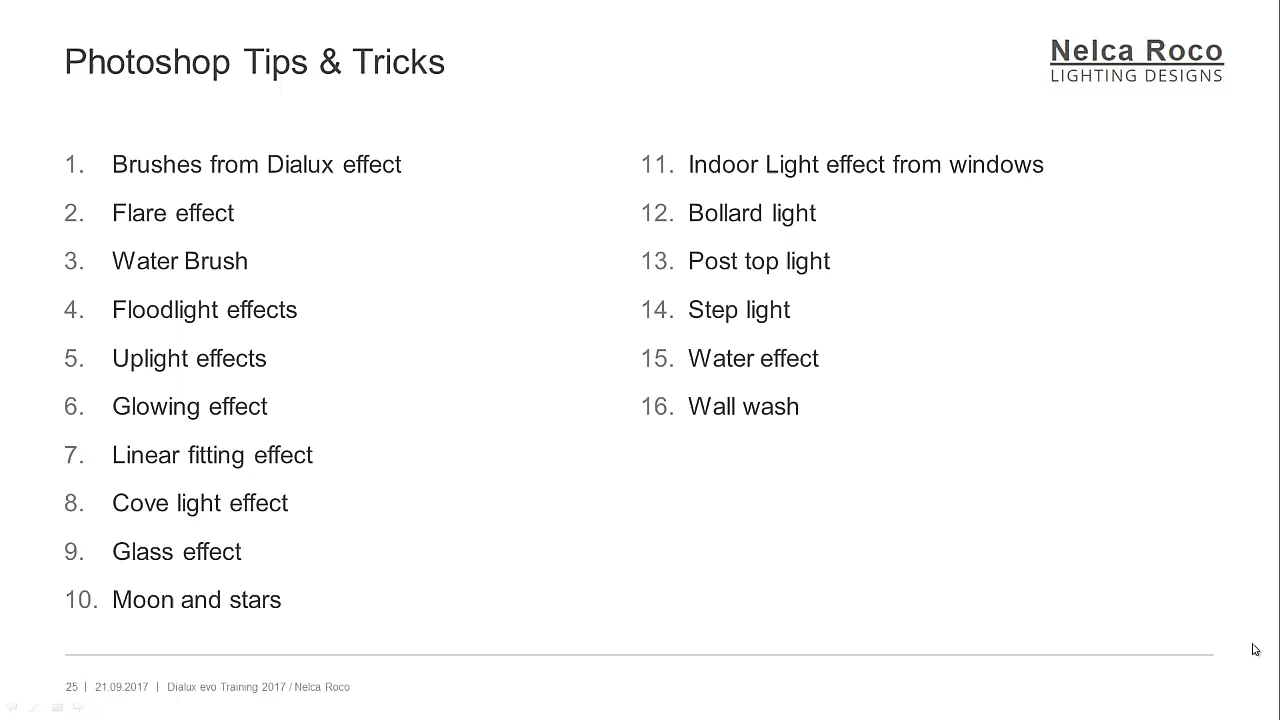 Photoshop Tips & Tricks
Nelca Roco
LIGHTING DESIGNS
1. Brushes from Dialux effect
2. Flare effect
3. Water Brush
4. Floodlight effects
5. Uplight effects
6. Glowing effect
7. Linear fitting effect
8. Cove light effect
9. Glass effect
10. Moon and stars
11. Indoor Light effect from windows
12. Bollard light
13. Post top light
14. Step light
15. Water effect
16. Wall wash
25 | 21.09.2017 | Dialux evo Training 2017 / Nelca Roco